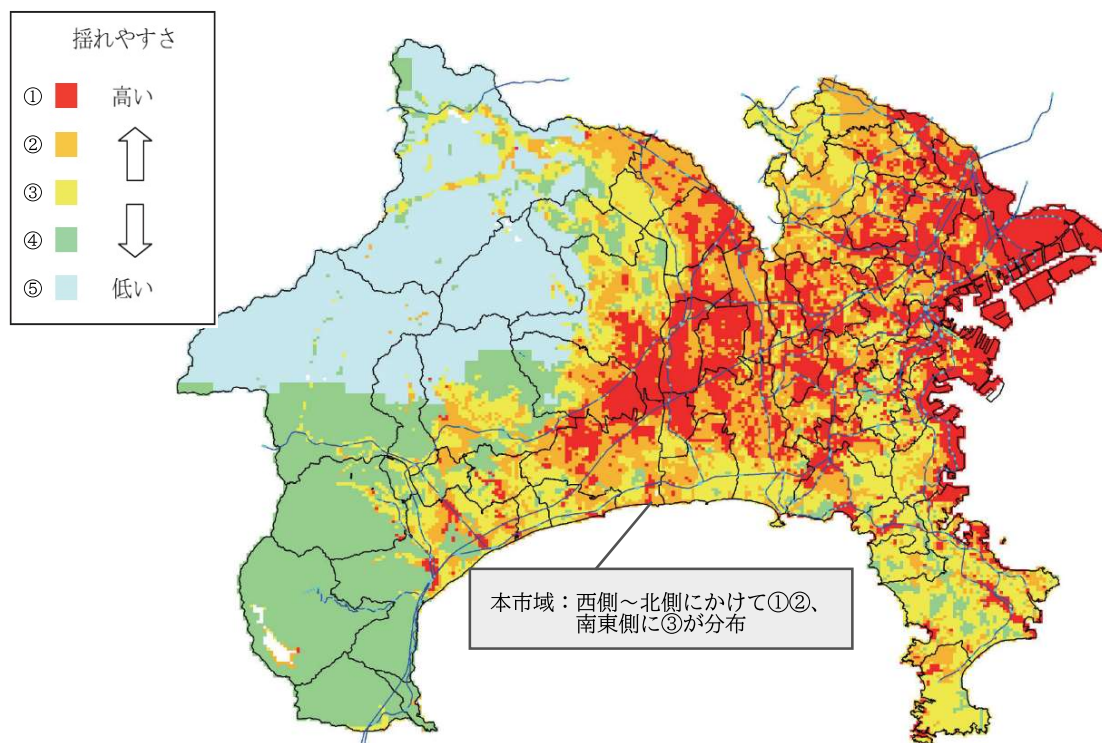 揺れやすさ
① 高い
②
③
④
⑤ 低い
本市域：西側～北側にかけて①②、
南東側に③が分布